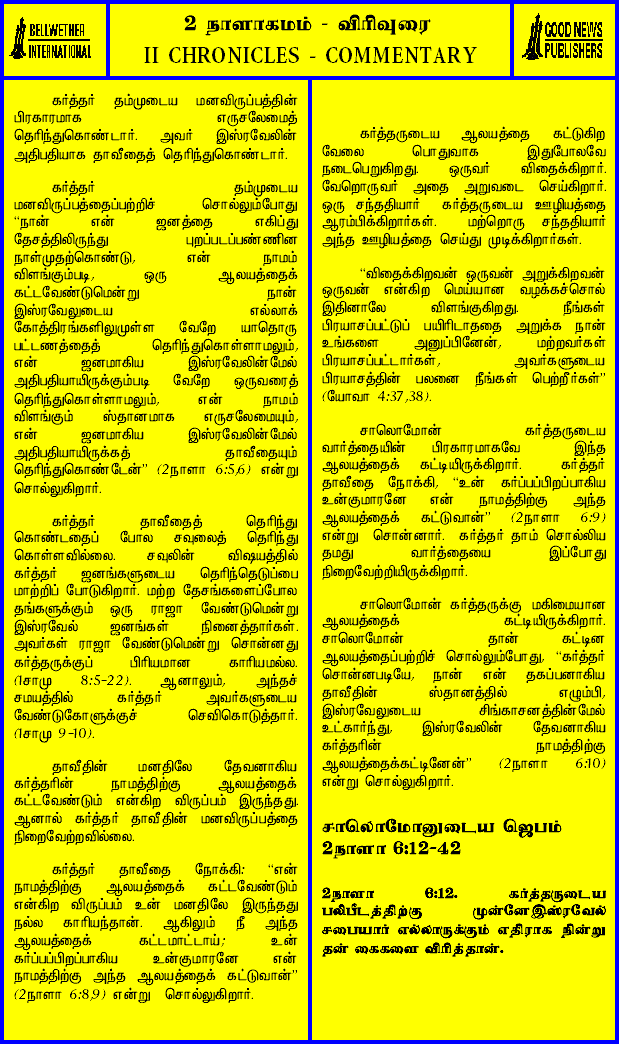 BELLWETHER
INTERNATIONAL
2 நாளாகமம் - விரிவுரை
II CHRONICLES - COMMENTARY
GOOD NEWS
PUBLISHERS
கர்த்தர் தம்முடைய மனவிருப்பத்தின்
பிரகாரமாக எருசலேமைத்
தெரிந்துகொண்டார். அவர் இஸ்ரவேலின்
அதிபதியாக தாவீதைத் தெரிந்துகொண்டார்.
கர்த்தர் தம்முடைய
மனவிருப்பத்தைப்பற்றிச் சொல்லும்போது
“நான் என் ஜனத்தை எகிப்து
தேசத்திலிருந்து புறப்படப்பண்ணின
நாள்முதற்கொண்டு, என் நாமம்
விளங்கும்படி, ஒரு ஆலயத்தைக்
கட்டவேண்டுமென்று நான்
இஸ்ரவேலுடைய எல்லாக்
கோத்திரங்களிலுமுள்ள வேறே யாதொரு
பட்டணத்தைத் தெரிந்துகொள்ளாமலும்,
என் ஜனமாகிய இஸ்ரவேலின்மேல்
அதிபதியாயிருக்கும்படி வேறே ஒருவரைத்
தெரிந்துகொள்ளாமலும், என் நாமம்
விளங்கும் ஸ்தானமாக எருசலேமையும்,
என் ஜனமாகிய இஸ்ரவேலின்மேல்
அதிபதியாயிருக்கத் தாவீதையும்
தெரிந்துகொண்டேன்” (2நாளா 6:5,6) என்று
சொல்லுகிறார்.
கர்த்தர் தாவீதைத் தெரிந்து
கொண்டதைப் போல சவுலைத் தெரிந்து
கொள்ளவில்லை. சவுலின் விஷயத்தில்
கர்த்தர் ஜனங்களுடைய தெரிந்தெடுப்பை
மாற்றிப் போடுகிறார். மற்ற தேசங்களைப்போல
தங்களுக்கும் ஒரு ராஜா வேண்டுமென்று
இஸ்ரவேல் ஜனங்கள் நினைத்தார்கள்.
அவர்கள் ராஜா வேண்டுமென்று சொன்னது
கர்த்தருக்குப் பிரியமான காரியமல்ல.
(1சாமு 8:5-22). ஆனாலும், அந்தச்
சமயத்தில் கர்த்தர் அவர்களுடைய
வேண்டுகோளுக்குச் செவிகொடுத்தார்.
(1சாமு 9-10).
தாவீதின் மனதிலே தேவனாகிய
கர்த்தரின் நாமத்திற்கு ஆலயத்தைக்
கட்டவேண்டும் என்கிற விருப்பம் இருந்தது.
ஆனால் கர்த்தர் தாவீதின் மனவிருப்பத்தை
நிறைவேற்றவில்லை.
கர்த்தர் தாவீதை நோக்கி: “என்
நாமத்திற்கு ஆலயத்தைக் கட்டவேண்டும்
என்கிற விருப்பம் உன் மனதிலே இருந்தது
நல்ல காரியந்தான். ஆகிலும் நீ அந்த
ஆலயத்தைக் கட்டமாட்டாய்; உன்
கர்ப்பப்பிறப்பாகிய உன்குமாரனே என்
நாமத்திற்கு அந்த ஆலயத்தைக் கட்டுவான்”
(2நாளா 6:8,9) என்று சொல்லுகிறார்.
கர்த்தருடைய ஆலயத்தை கட்டுகிற
வேலை பொதுவாக இதுபோலவே
நடைபெறுகிறது. ஒருவர் விதைக்கிறார்.
வேறொருவர் அதை அறுவடை செய்கிறார்.
ஒரு சந்ததியார் கர்த்தருடைய ஊழியத்தை
ஆரம்பிக்கிறார்கள். மற்றொரு சந்ததியார்
அந்த ஊழியத்தை செய்து முடிக்கிறார்கள்.
“விதைக்கிறவன் ஒருவன் அறுக்கிறவன்
ஒருவன் என்கிற மெய்யான வழக்கச்சொல்
இதினாலே விளங்குகிறது. நீங்கள்
பிரயாசப்பட்டுப் பயிரிடாததை அறுக்க நான்
உங்களை அனுப்பினேன், மற்றவர்கள்
பிரயாசப்பட்டார்கள், அவர்களுடைய
பிரயாசத்தின் பலனை நீங்கள் பெற்றீர்கள்”
(யோவா 4:37,38).
சாலொமோன் கர்த்தருடைய
வார்த்தையின் பிரகாரமாகவே இந்த
ஆலயத்தைக் கட்டியிருக்கிறார். கர்த்தர்
தாவீதை நோக்கி, “உன் கர்ப்பப்பிறப்பாகிய
உன்குமாரனே என் நாமத்திற்கு அந்த
ஆலயத்தைக் கட்டுவான்” (2நாளா 6:9)
என்று சொன்னார். கர்த்தர் தாம் சொல்லிய
தமது வார்த்தையை இப்போது
நிறைவேற்றியிருக்கிறார்.
சாலொமோன் கர்த்தருக்கு மகிமையான
ஆலயத்தைக் கட்டியிருக்கிறார்.
சாலொமோன் தான் கட்டின
ஆலயத்தைப்பற்றிச் சொல்லும்போது, “கர்த்தர்
சொன்னபடியே, நான் என் தகப்பனாகிய
தாவீதின் ஸ்தானத்தில் எழும்பி,
இஸ்ரவேலுடைய சிங்காசனத்தின்மேல்
உட்கார்ந்து, இஸ்ரவேலின் தேவனாகிய
கர்த்தரின் நாமத்திற்கு
ஆலயத்தைக்கட்டினேன்” (2நாளா 6:10)
என்று சொல்லுகிறார்.
சாலொமோனுடைய ஜெபம்
2நாளா 6:12-42
2நாளா 6:12. கர்த்தருடைய
பலிபீடத்திற்கு முன்னேஇஸ்ரவேல்
சபையார் எல்லாருக்கும் எதிராக நின்று
தன் கைகளை விரித்தான்.